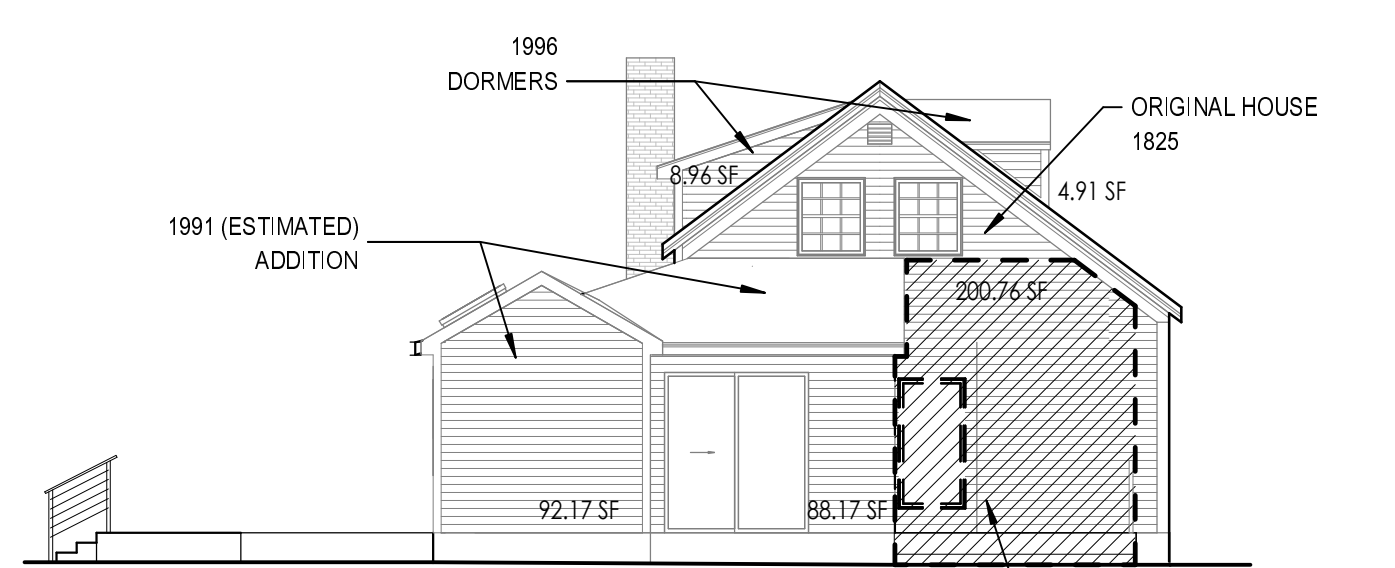 1996
DORMERS
ORIGINAL HOUSE
1825
8.96 SF
4.91 SF
1991 (ESTIMATED)
ADDITION
200.76 SF
92.17 SF
88.17 SF